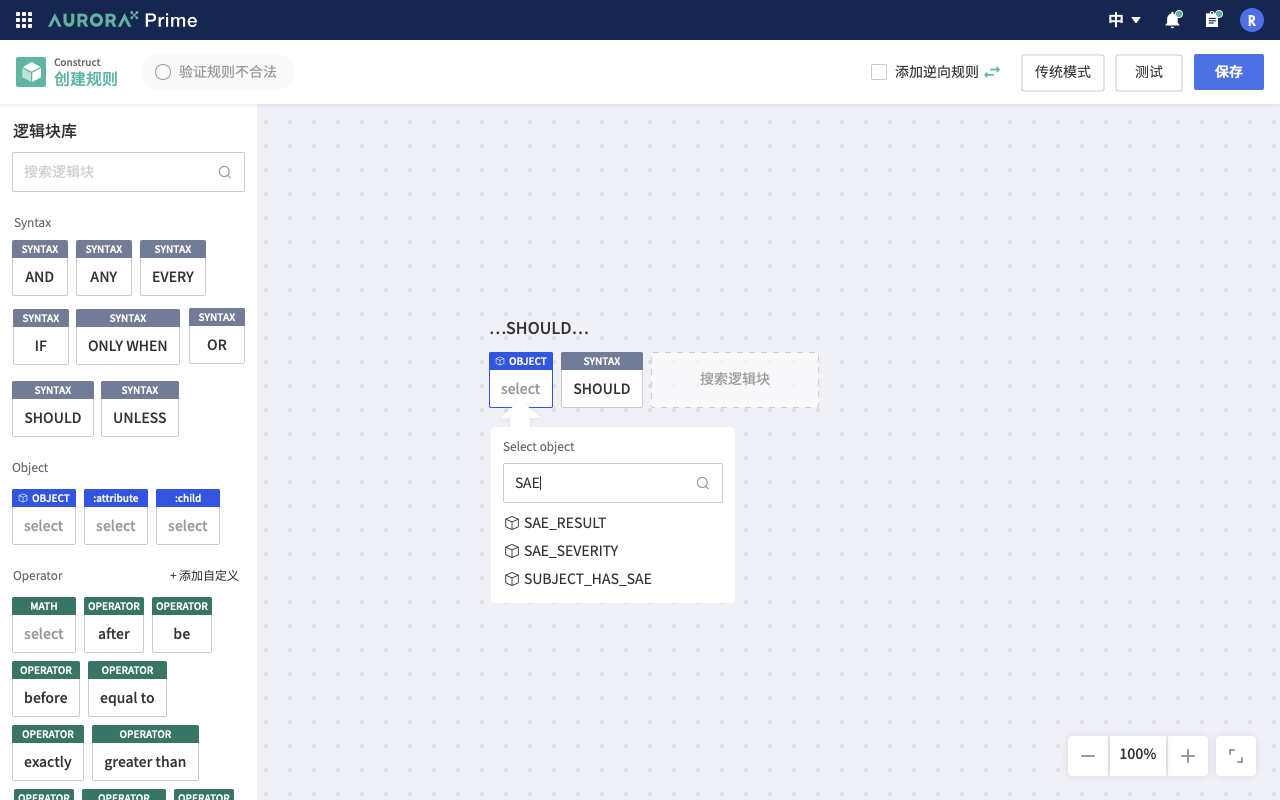 AURORA Prime
中
R
Construct
创建规则
验证规则不合法
添加逆向规则
传统模式
测试
保存
逻辑块库
搜索逻辑块
Syntax
SYNTAX SYNTAX SYNTAX
AND ANY EVERY
SYNTAX SYNTAX SYNTAX
IF ONLY WHEN OR
SYNTAX SYNTAX
SHOULD UNLESS
Object
OBJECT :attribute :child
select select select
Operator + 添加自定义
MATH OPERATOR OPERATOR
select after be
OPERATOR OPERATOR
before equal to
OPERATOR OPERATOR
exactly greater than
OPERATOR OPERATOR OPERATOR
...SHOULD...
OBJECT SYNTAX
select SHOULD 搜索逻辑块
Select object
SAE
SAE_RESULT
SAE_SEVERITY
SUBJECT_HAS_SAE
100%